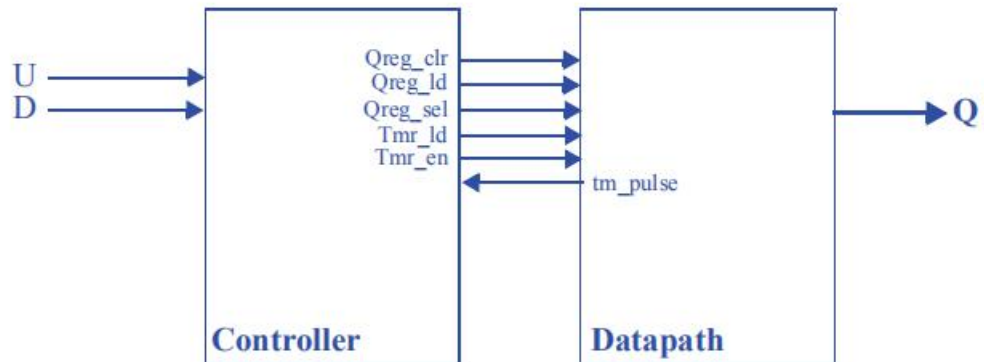 U
D
Qreg_clr
Qreg_ld
Qreg_sel
Tmr_ld
Tmr_en
tm_pulse
Q
Controller
Datapath